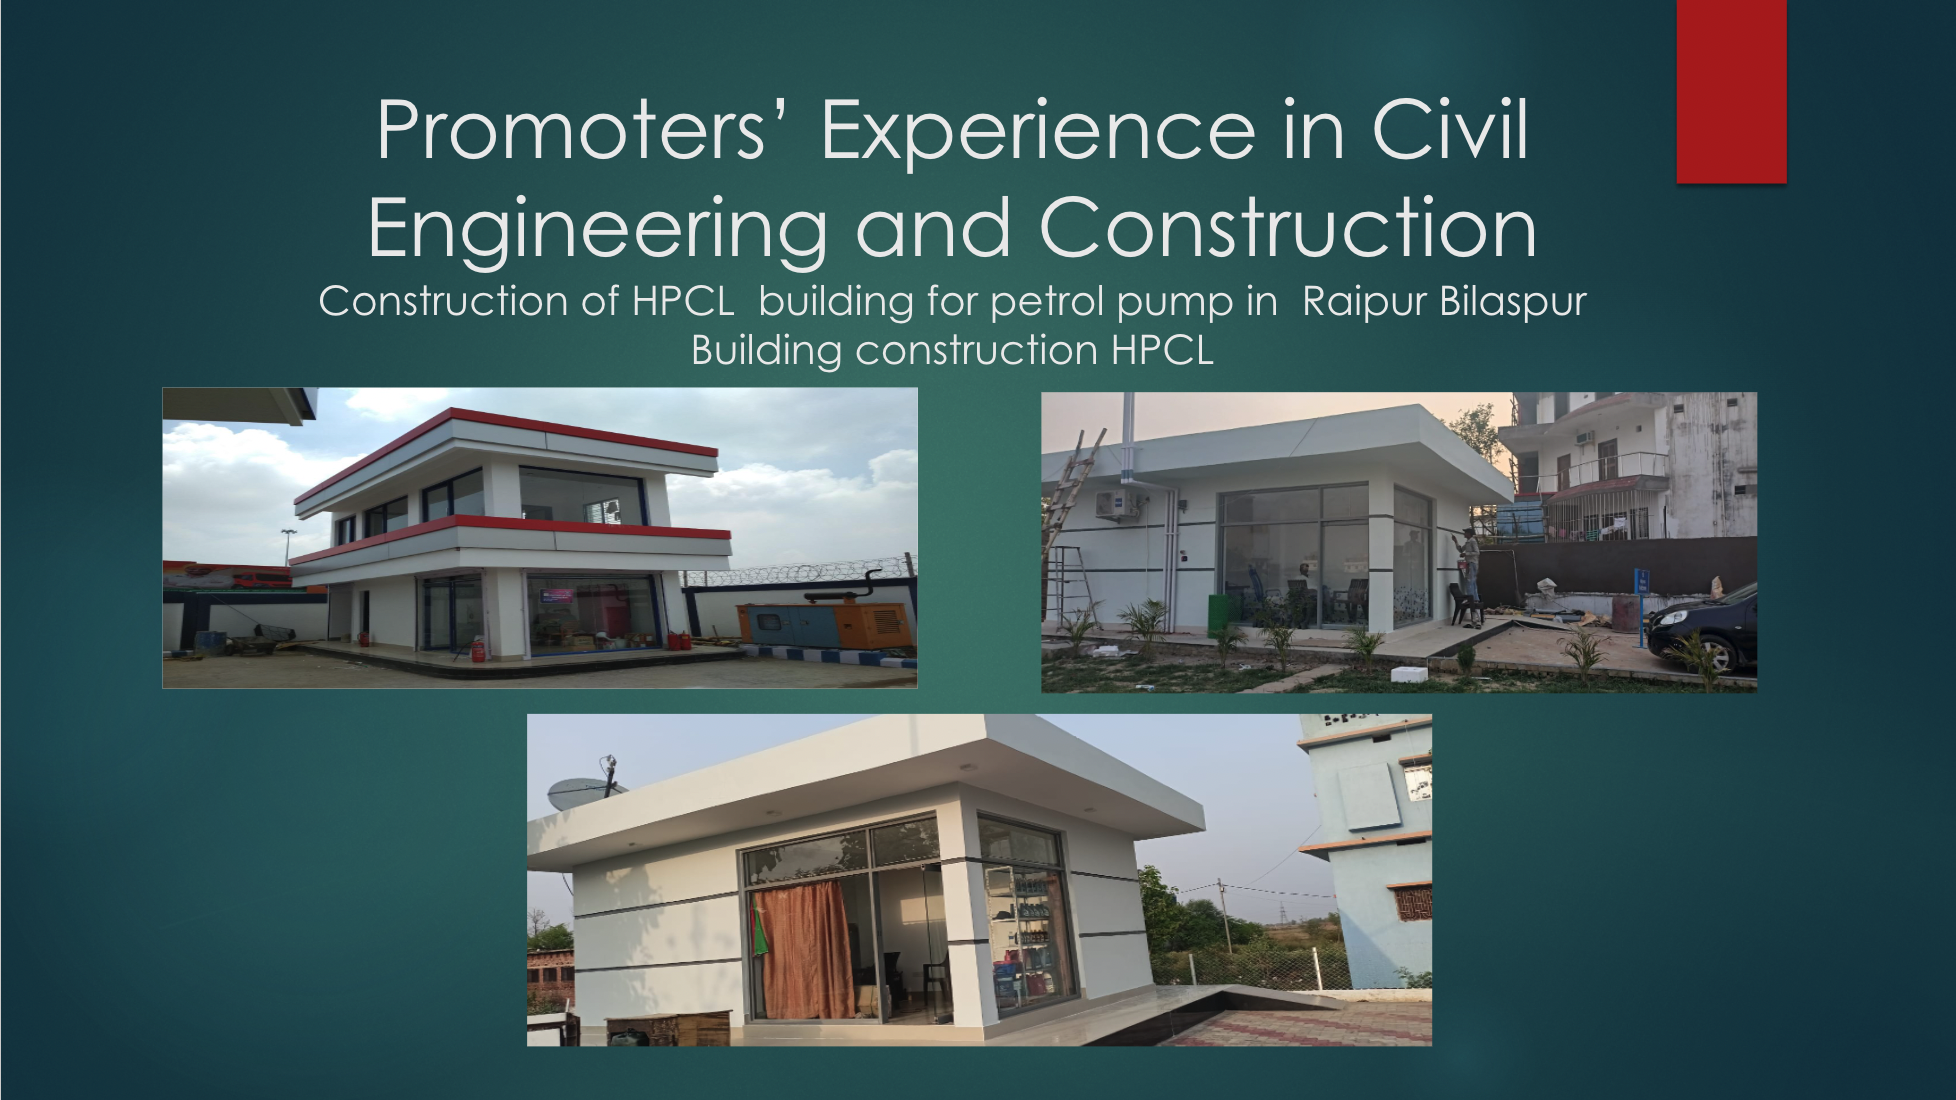 Promoters’ Experience in Civil
Engineering and Construction
Construction of HPCL  building for petrol pump in  Raipur Bilaspur
Building construction HPCL